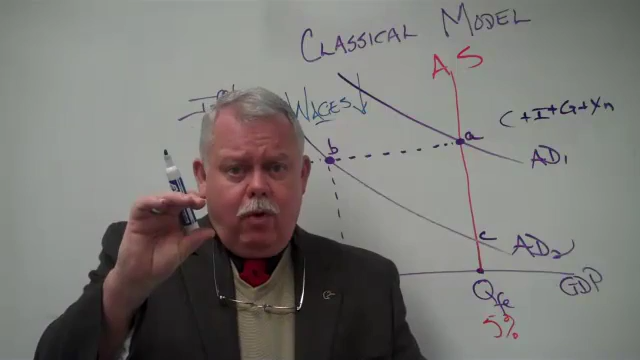 CLASSICAL MODEL
AS
WAGES ↓
C+I+G+Xn
a
b
AD1
c
AD2
Qfe
GDP
5%